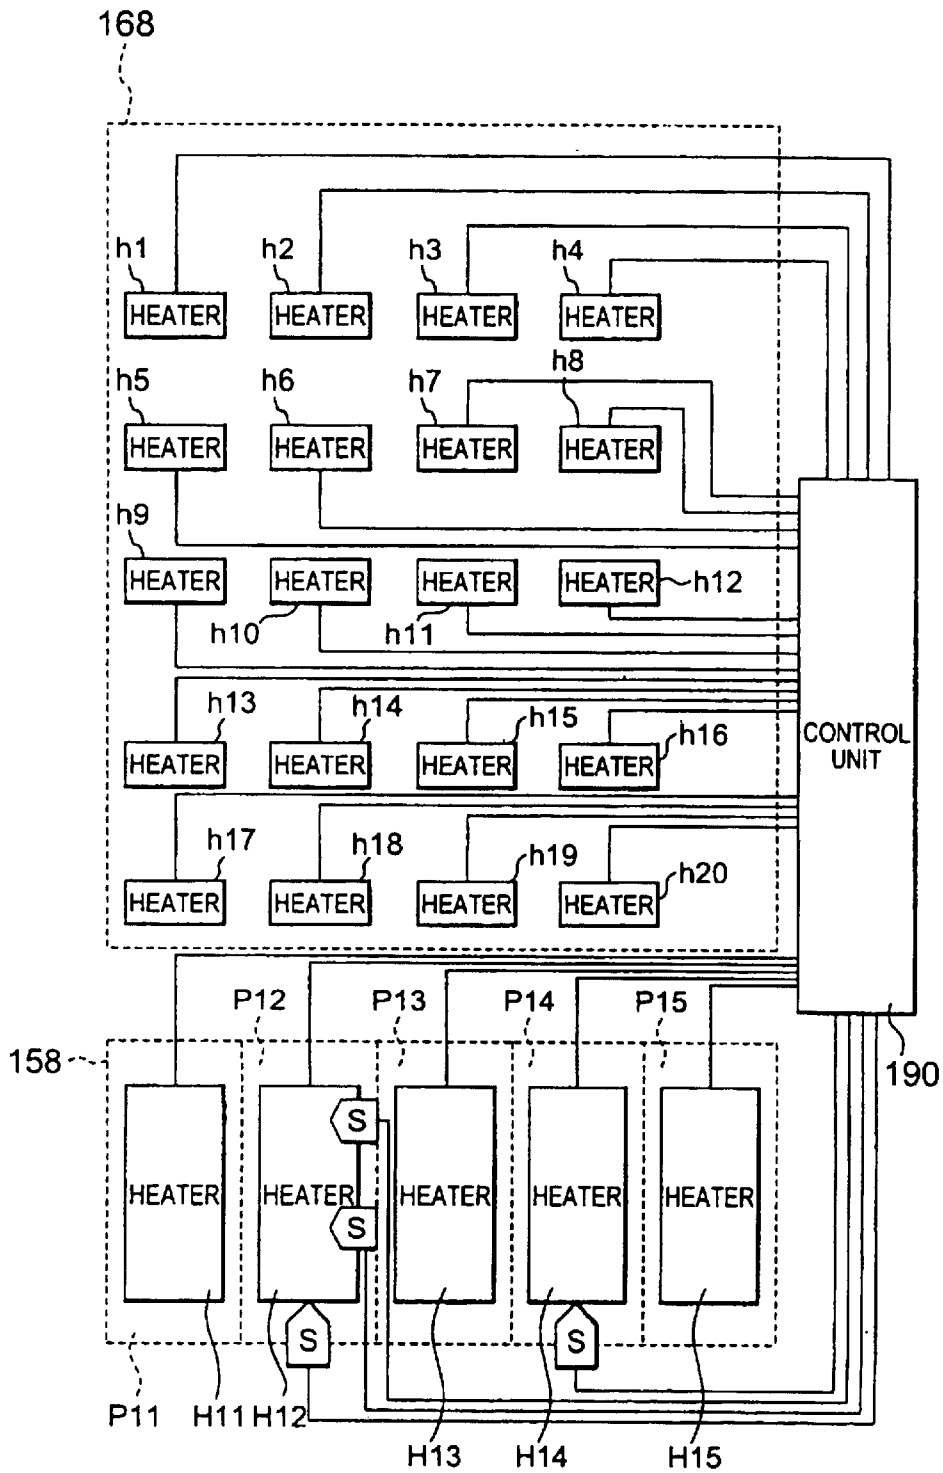 168
h1 h2 h3 h4
HEATER HEATER HEATER HEATER
h5 h6 h7 h8
HEATER HEATER HEATER HEATER
h9
HEATER HEATER HEATER HEATER h12
h10 h11
h13 h14 h15 h16
HEATER HEATER HEATER HEATER
CONTROL
UNIT
h17 h18 h19 h20
HEATER HEATER HEATER HEATER
P12 P13 P14 P15
158
190
S
HEATER HEATER HEATER HEATER HEATER
S
S S
P11 H11 H12 H13 H14 H15